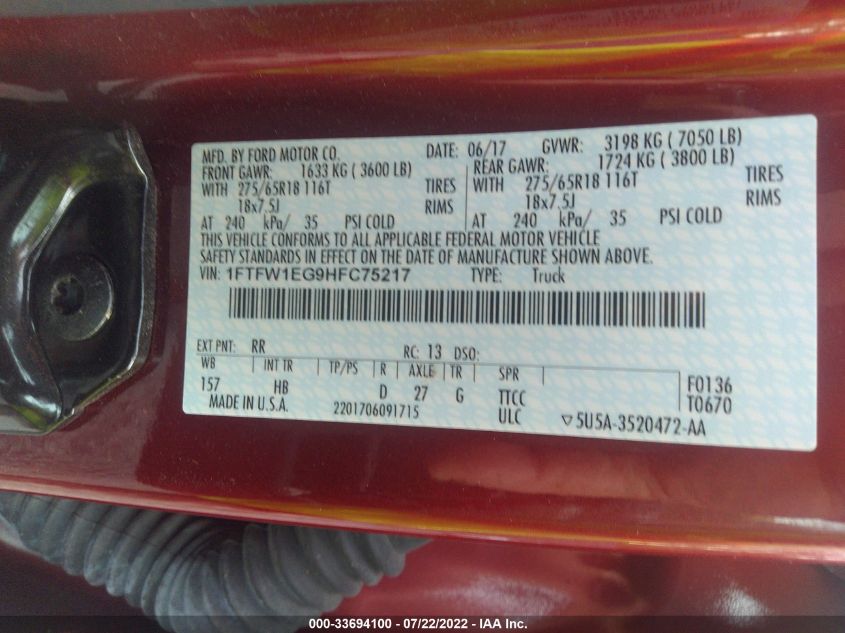 MFD. BY FORD MOTOR CO. DATE: 06/17 GVWR: 3198 KG ( 7050 LB)
FRONT GAWR: 1633 KG ( 3600 LB) REAR GAWR: 1724 KG ( 3800 LB)
WITH 275/65R18 116T TIRES WITH 275/65R18 116T TIRES
18x7.5J RIMS 18x7.5J RIMS
AT 240 kPa/ 35 PSI COLD AT 240 kPa/ 35 PSI COLD
THIS VEHICLE CONFORMS TO ALL APPLICABLE FEDERAL MOTOR VEHICLE
SAFETY STANDARDS IN EFFECT ON THE DATE OF MANUFACTURE SHOWN ABOVE.
VIN: 1FTFW1EG9HFC75217 TYPE: Truck
EXT PNT: RR RC: 13 DSO:
WB INT TR TP/PS R AXLE TR SPR
157 HB D 27 G TTCC F0136
MADE IN U.S.A. 2201706091715 ULC T0670
▽5U5A-3520472-AA
000-33694100 - 07/22/2022 - IAA Inc.